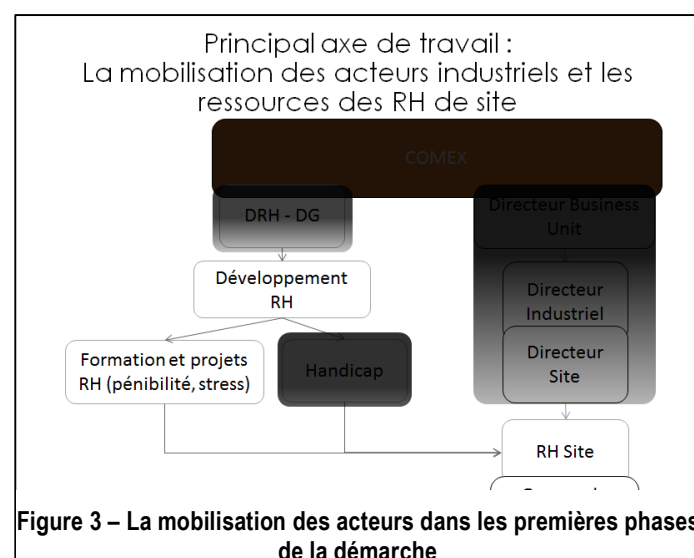 Principal axe de travail :
La mobilisation des acteurs industriels et les
ressources des RH de site
COMEX
DRH - DG
Directeur Business
Unit
Développement
RH
Directeur
Industriel
Formation et projets
RH (pénibilité, stress)
Handicap
Directeur
Site
RH Site
Figure 3 – La mobilisation des acteurs dans les premières phases
de la démarche